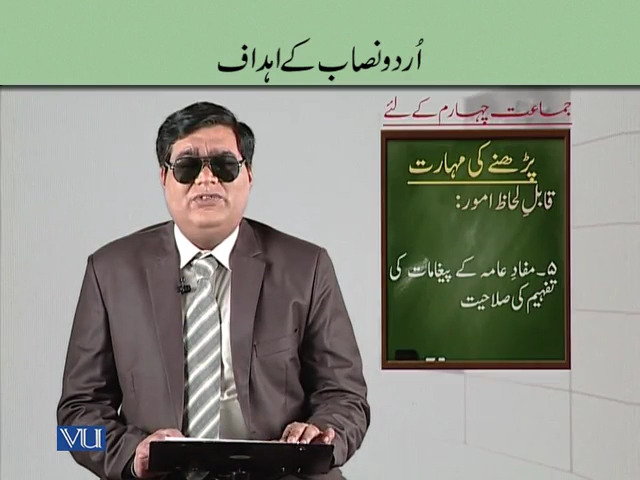 اُردو نصاب کے اہداف
جماعت چہارم کے لئے
پڑھنے کی مہارت
قابلِ لحاظ امور:
۵۔ مفادِ عامہ کے پیغامات کی
تفہیم کی صلاحیت
VU